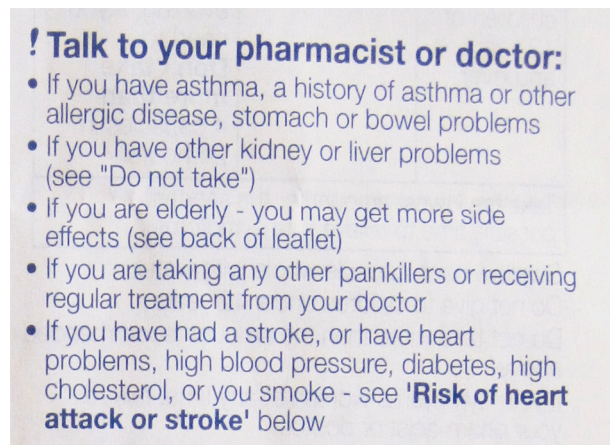 ! Talk to your pharmacist or doctor:
• If you have asthma, a history of asthma or other
allergic disease, stomach or bowel problems
• If you have other kidney or liver problems
(see "Do not take")
• If you are elderly - you may get more side
effects (see back of leaflet)
• If you are taking any other painkillers or receiving
regular treatment from your doctor
• If you have had a stroke, or have heart
problems, high blood pressure, diabetes, high
cholesterol, or you smoke - see 'Risk of heart
attack or stroke' below